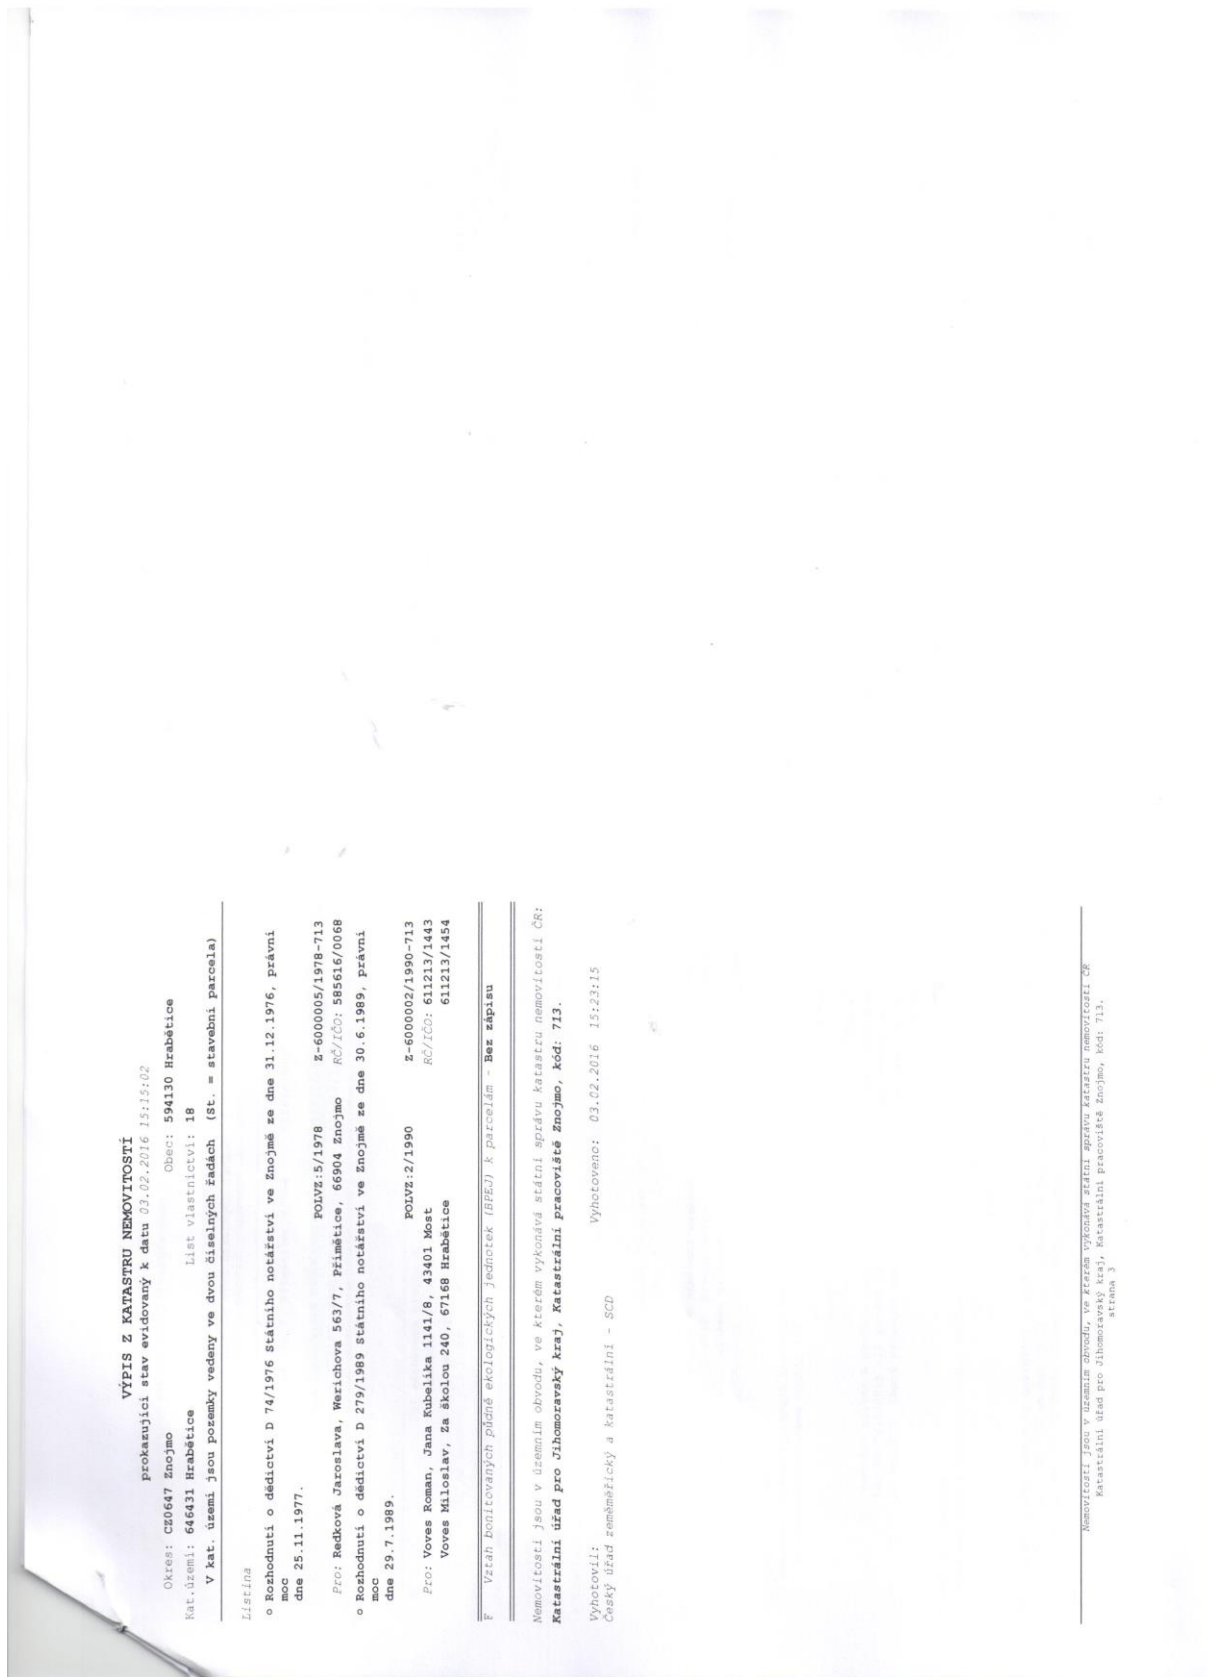 VÝPIS Z KATASTRU NEMOVITOSTÍ
prokazující stav evidovaný k datu 03.02.2016 15:15:02
Okres: CZ0647 Znojmo Obec: 594130 Hrabětice
Kat.území: 646431 Hrabětice List vlastnictví: 18
V kat. území jsou pozemky vedeny ve dvou číselných řadách (St. = stavební parcela)
Listina
o Rozhodnutí o dědictví D 74/1976 Státního notářství ve Znojmě ze dne 31.12.1976, právní
moc
dne 25.11.1977.
POLVZ:5/1978 Z-6000005/1978-713
Pro: Redková Jaroslava, Werichova 563/7, Přímětice, 66904 Znojmo RČ/IČO: 585616/0068
o Rozhodnutí o dědictví D 279/1989 Státního notářství ve Znojmě ze dne 30.6.1989, právní
moc
dne 29.7.1989.
POLVZ:2/1990 Z-6000002/1990-713
Pro: Voves Roman, Jana Kubelíka 1141/8, 43401 Most RČ/IČO: 611213/1443
Voves Miloslav, Za školou 240, 67168 Hrabětice 611213/1454
F Vztah bonitovaných půdně ekologických jednotek (BPEJ) k parcelám - Bez zápisu
Nemovitosti jsou v územním obvodu, ve kterém vykonává státní správu katastru nemovitostí ČR:
Katastrální úřad pro Jihomoravský kraj, Katastrální pracoviště Znojmo, kód: 713.
Vyhotovil: Vyhotoveno: 03.02.2016 15:23:15
Český úřad zeměměřický a katastrální - SCD
Nemovitosti jsou v územním obvodu, ve kterém vykonává státní správu katastru nemovitostí ČR
Katastrální úřad pro Jihomoravský kraj, Katastrální pracoviště Znojmo, kód: 713.
strana 3